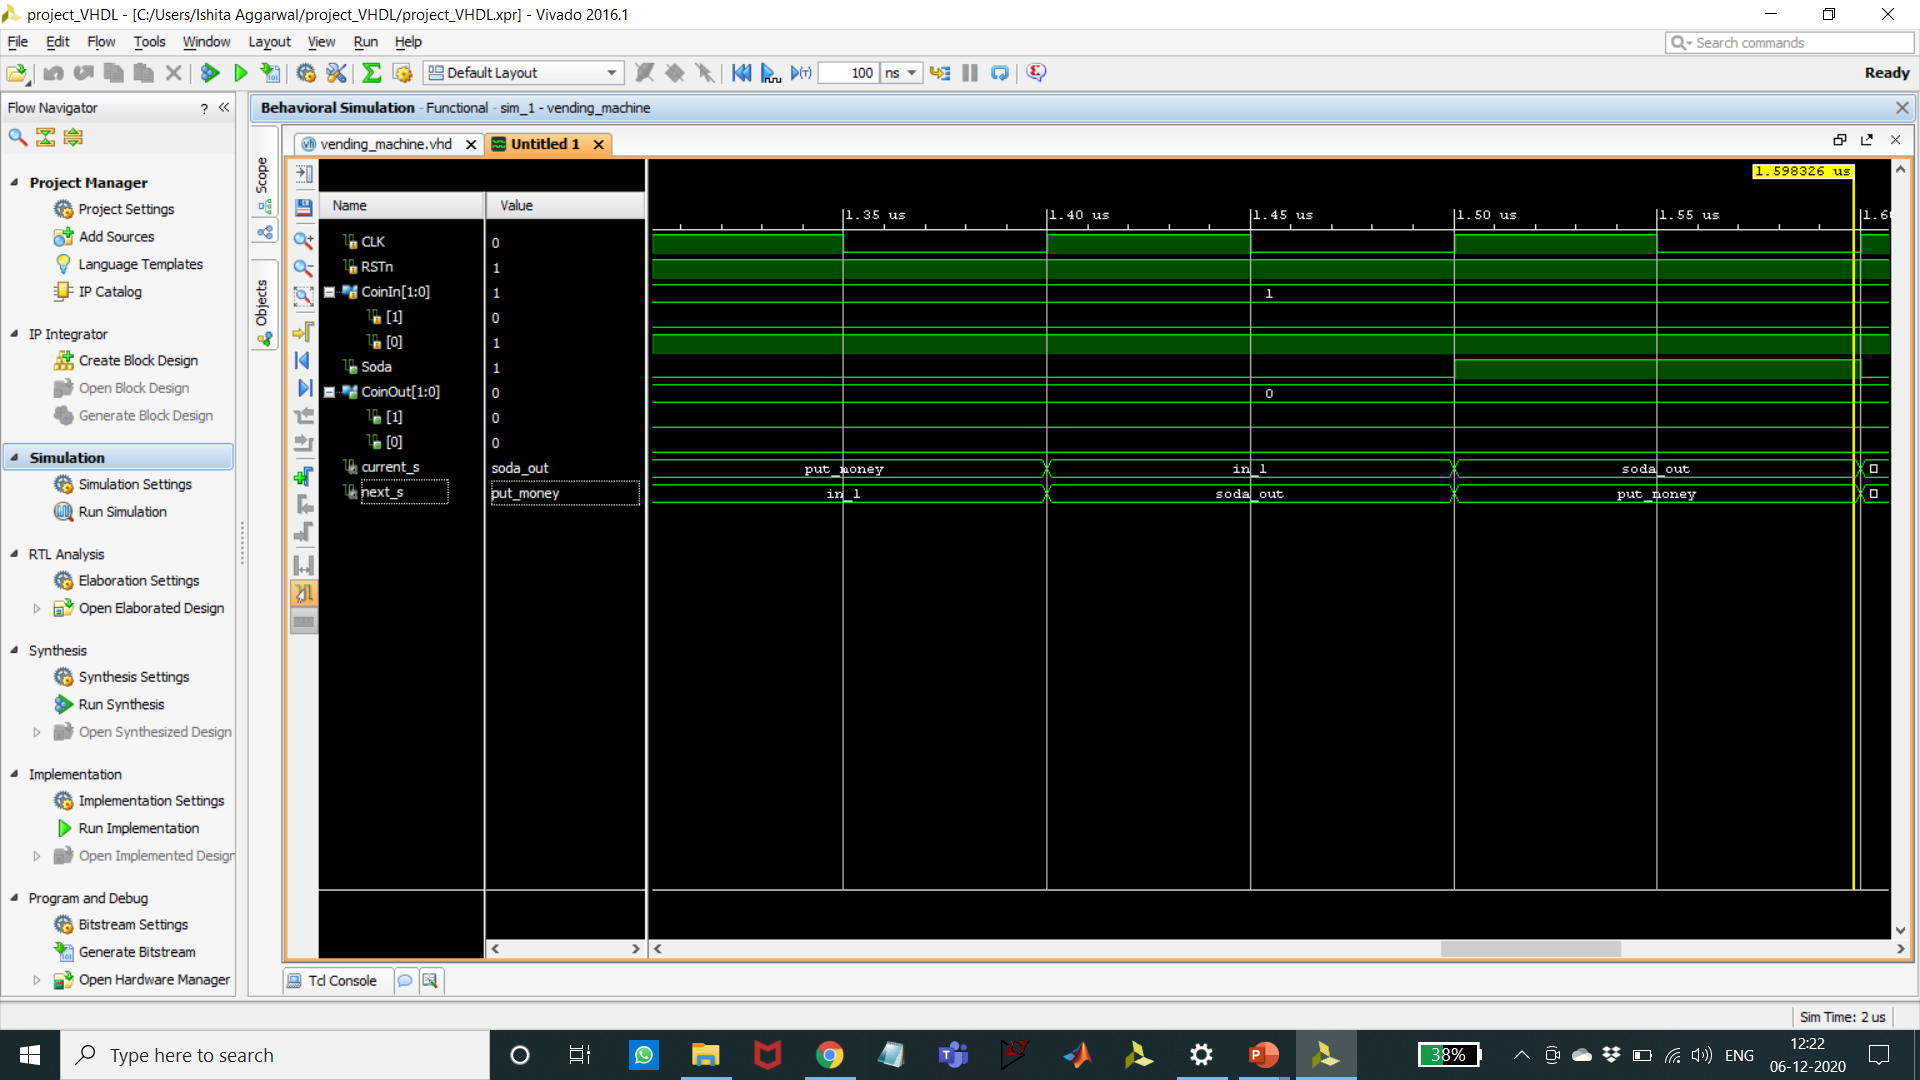 project_VHDL - [C:/Users/Ishita Aggarwal/project_VHDL/project_VHDL.xpr] - Vivado 2016.1
File Edit Flow Tools Window Layout View Run Help
Search commands
Default Layout 100 ns Ready
Flow Navigator ? «
Behavioral Simulation - Functional - sim_1 - vending_machine
vending_machine.vhd Untitled 1
Scope
Objects
Project Manager
Project Settings
Add Sources
Language Templates
IP Catalog
IP Integrator
Create Block Design
Open Block Design
Generate Block Design
Simulation
Simulation Settings
Run Simulation
RTL Analysis
Elaboration Settings
Open Elaborated Design
Synthesis
Synthesis Settings
Run Synthesis
Open Synthesized Design
Implementation
Implementation Settings
Run Implementation
Open Implemented Design
Program and Debug
Bitstream Settings
Generate Bitstream
Open Hardware Manager
1.598326 us
Name Value
1.35 us 1.40 us 1.45 us 1.50 us 1.55 us 1.60
CLK 0
RSTn 1
CoinIn[1:0] 1 1
[1] 0
[0] 1
Soda 1
CoinOut[1:0] 0 0
[1] 0
[0] 0
current_s soda_out put_money in_1 soda_out
next_s put_money in_1 soda_out put_money
Tcl Console
Sim Time: 2 us
Type here to search
38%
ENG
12:22
06-12-2020